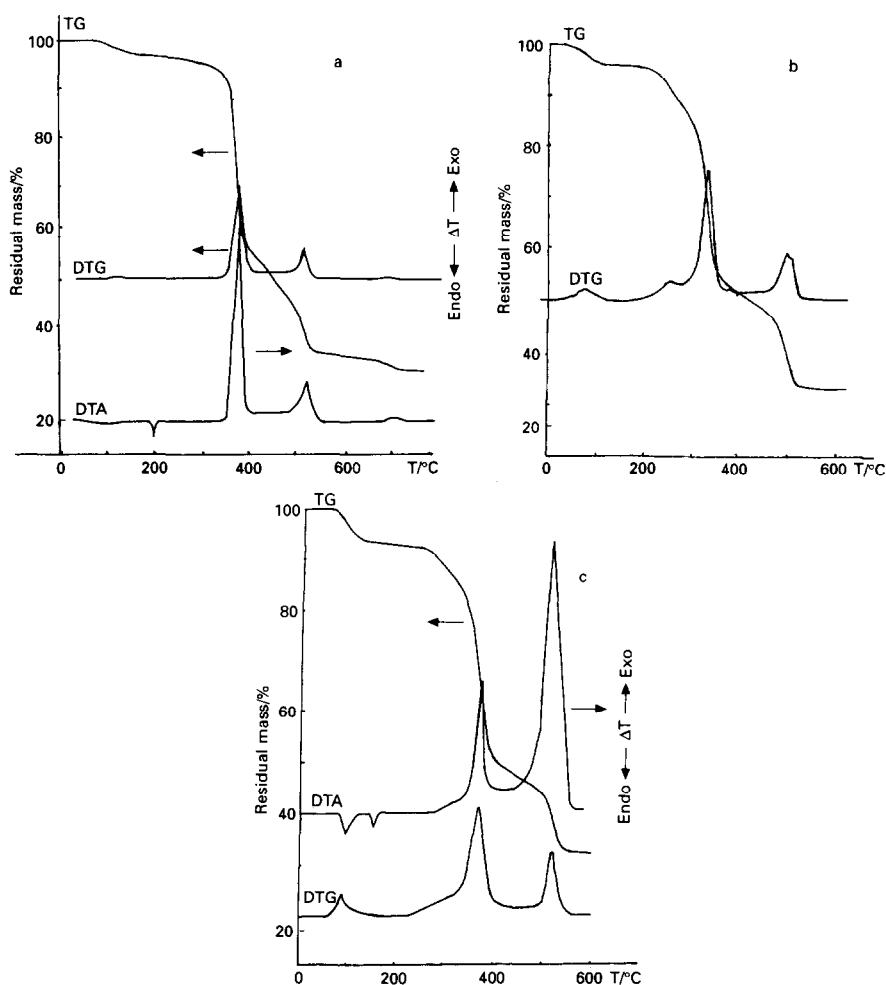 TG
100
80
60
40
20
Residual mass/%
DTG
DTA
a
Endo ← ΔT → Exo
0 200 400 600 T/°C
TG
100
80
60
40
20
Residual mass/%
DTG
b
0 200 400 600 T/°C
TG
100
80
60
40
20
Residual mass/%
DTA
DTG
c
Endo ← ΔT → Exo
0 200 400 600 T/°C